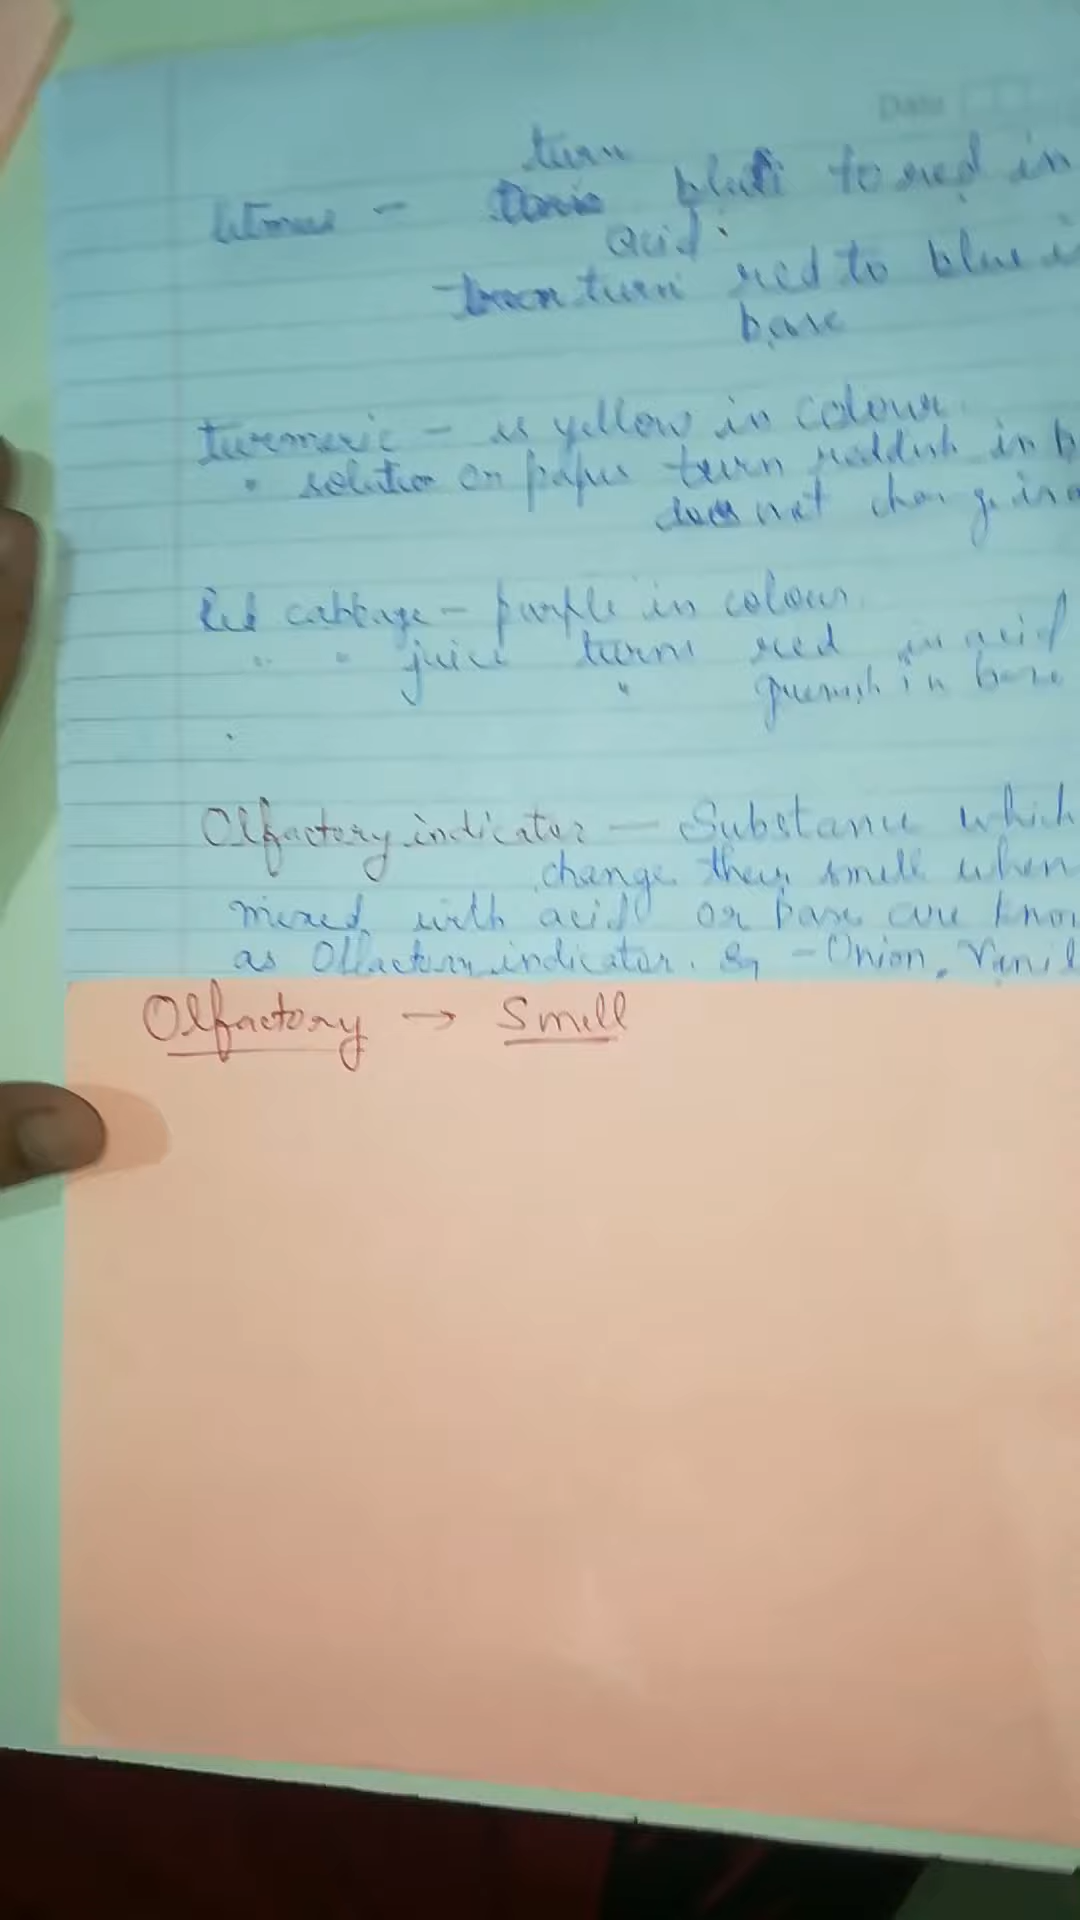 Date
turn
Litmus - blue to red in
acid.
turn red to blue i
base
Turmeric - is yellow in colour.
• solution on paper turn reddish in b
does not change in a
Red cabbage - purple in colour.
" " juice turns red in acid
" greenish in base
Olfactory indicator - Substance which
change their smell when
mixed with acid or base are know
as Olfactory indicator. Eg - Onion, Vanil
Olfactory → Smell